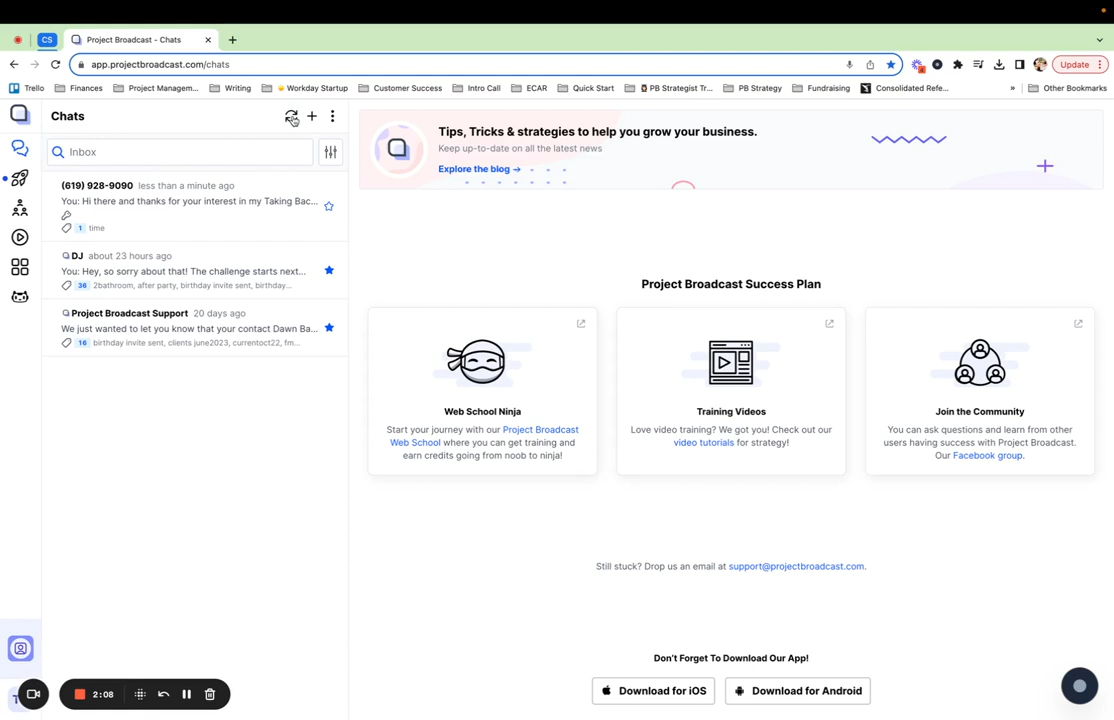 CS
Project Broadcast - Chats
app.projectbroadcast.com/chats
Update
Trello
Finances
Project Managem...
Writing
Workday Startup
Customer Success
Intro Call
ECAR
Quick Start
PB Strategist Tr...
PB Strategy
Fundraising
Consolidated Refe...
»
Other Bookmarks
Chats
Inbox
(619) 928-9090 less than a minute ago
You: Hi there and thanks for your interest in my Taking Bac...
1 time
DJ about 23 hours ago
You: Hey, so sorry about that! The challenge starts next...
36 2bathroom, after party, birthday invite sent, birthday...
Project Broadcast Support 20 days ago
We just wanted to let you know that your contact Dawn Ba...
16 birthday invite sent, clients june2023, currentoct22, fm...
Tips, Tricks & strategies to help you grow your business.
Keep up-to-date on all the latest news
Explore the blog →
Project Broadcast Success Plan
Web School Ninja
Start your journey with our Project Broadcast
Web School where you can get training and
earn credits going from noob to ninja!
Training Videos
Love video training? We got you! Check out our
video tutorials for strategy!
Join the Community
You can ask questions and learn from other
users having success with Project Broadcast.
Our Facebook group.
Still stuck? Drop us an email at support@projectbroadcast.com.
Don't Forget To Download Our App!
Download for iOS
Download for Android
2:08